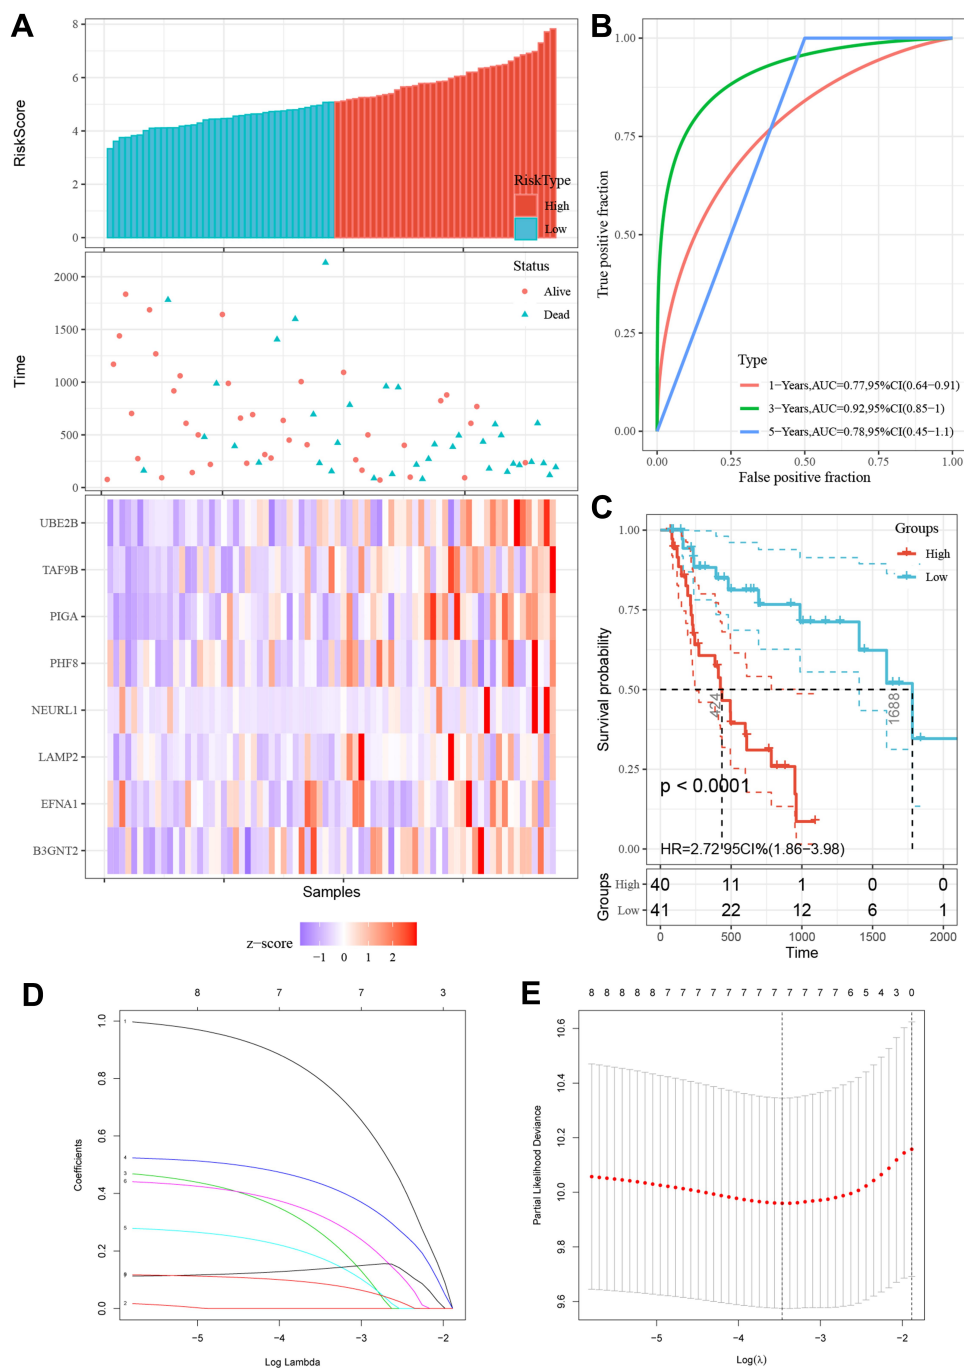 A
8
6
4
2
0
RiskScore
RiskType
High
Low
2000
1500
1000
500
0
Time
Status
Alive
Dead
UBE2B
TAF9B
PIGA
PHF8
NEURL1
LAMP2
EFNA1
B3GNT2
Samples
z−score
−1 0 1 2
B
1.00
0.75
0.50
0.25
0.00
True positive fraction
Type
1−Years,AUC=0.77,95%CI(0.64−0.91)
3−Years,AUC=0.92,95%CI(0.85−1)
5−Years,AUC=0.78,95%CI(0.45−1.1)
0.00 0.25 0.50 0.75 1.00
False positive fraction
C
1.00
0.75
0.50
0.25
0.00
Survival probability
Groups
High
Low
424
1688
p < 0.0001
HR=2.72 95CI%(1.86−3.98)
Groups
High 40 11 1 0 0
Low 41 22 12 6 1
0 500 1000 1500 2000
Time
D
8 7 7 3
1.0
0.8
0.6
0.4
0.2
0.0
Coefficients
1
4
3
6
5
2
−5 −4 −3 −2
Log Lambda
E
8 8 8 8 8 7 7 7 7 7 7 7 7 7 7 7 7 6 5 4 3 0
10.6
10.4
10.2
10.0
9.8
9.6
Partial Likelihood Deviance
−5 −4 −3 −2
Log(λ)